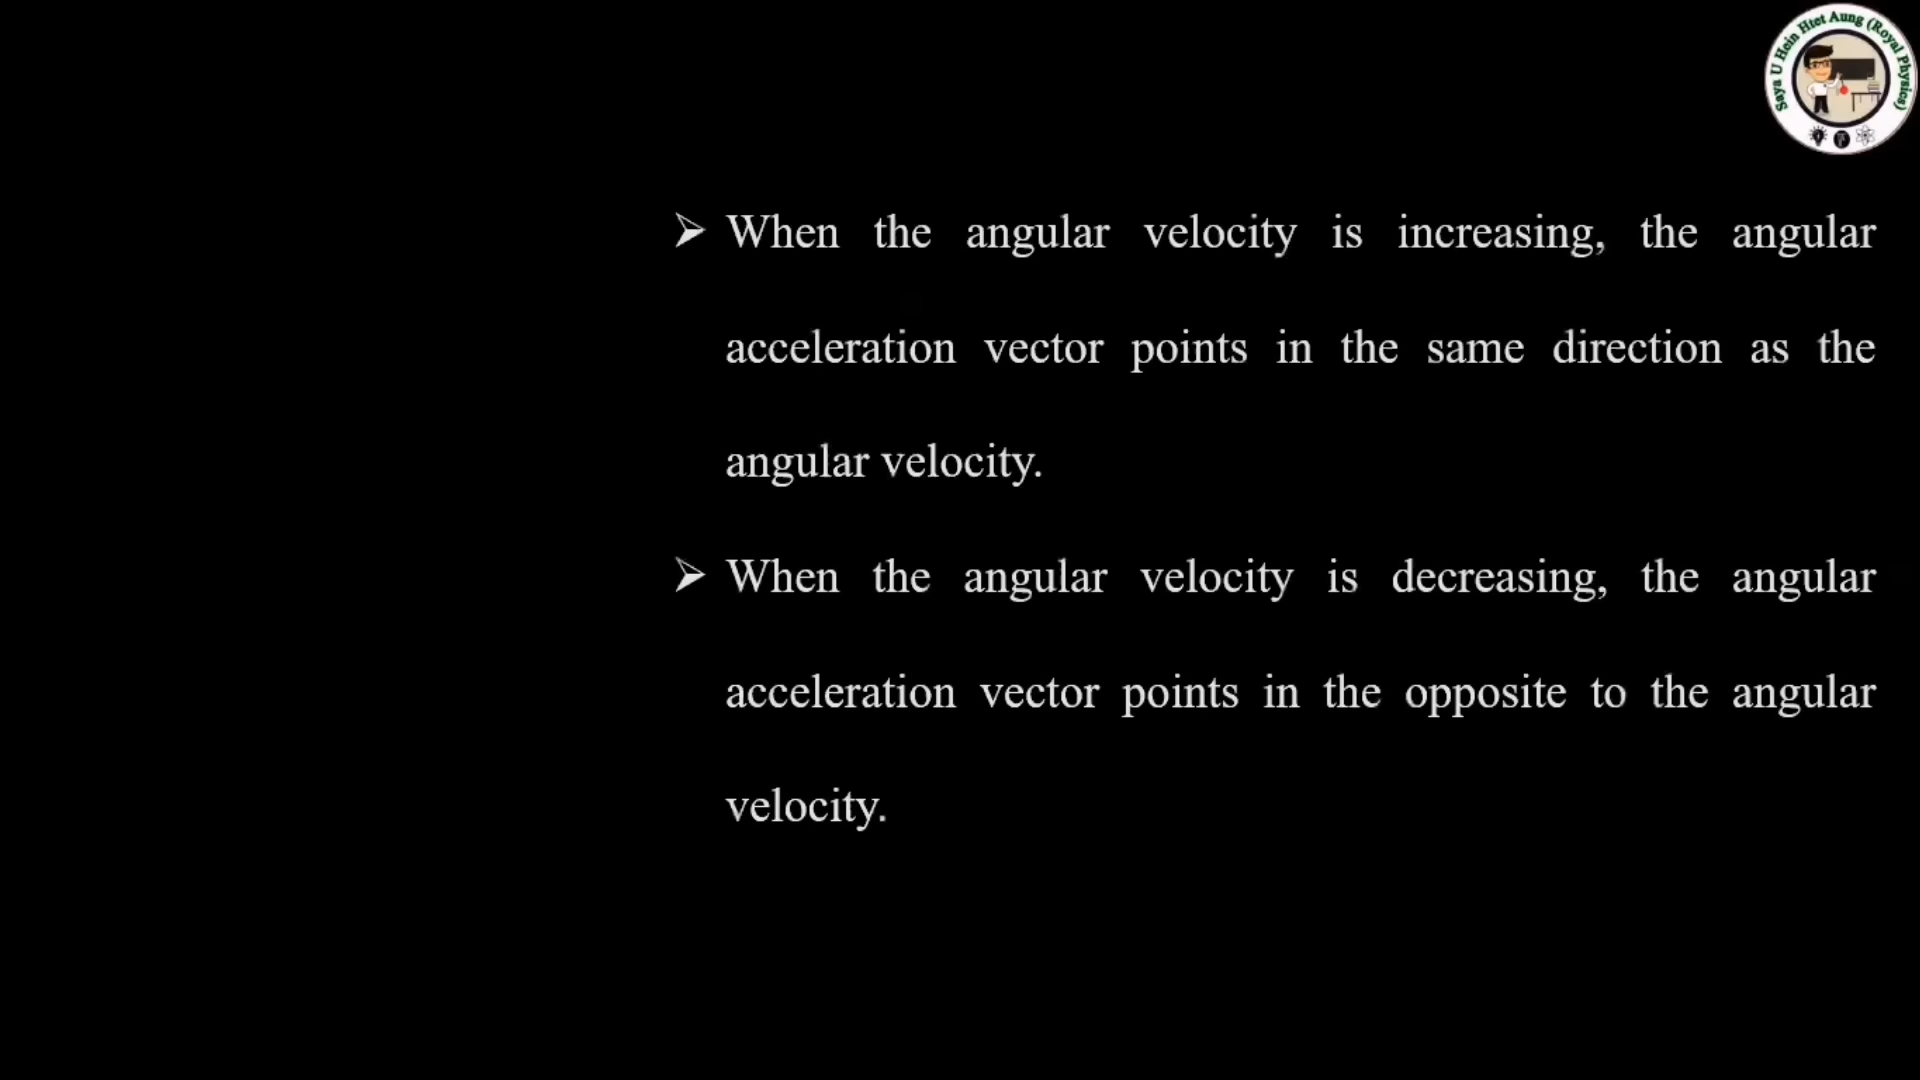 Saya U Hein Htet Aung (Royal Physics)
➢ When the angular velocity is increasing, the angular
acceleration vector points in the same direction as the
angular velocity.
➢ When the angular velocity is decreasing, the angular
acceleration vector points in the opposite to the angular
velocity.